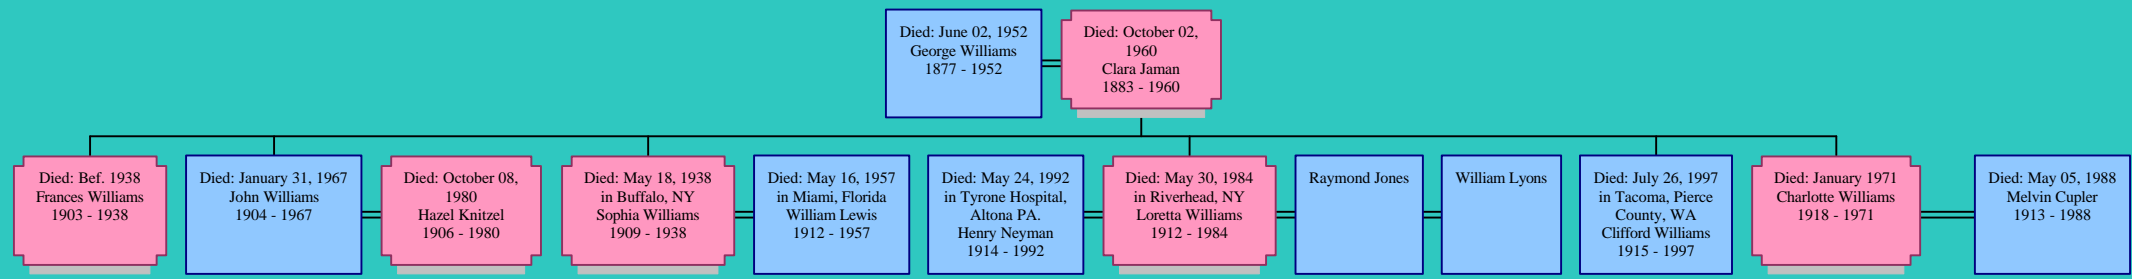 Died: June 02, 1952
George Williams
1877 - 1952
Died: October 02,
1960
Clara Jaman
1883 - 1960
Died: Bef. 1938
Frances Williams
1903 - 1938
Died: January 31, 1967
John Williams
1904 - 1967
Died: October 08,
1980
Hazel Knitzel
1906 - 1980
Died: May 18, 1938
in Buffalo, NY
Sophia Williams
1909 - 1938
Died: May 16, 1957
in Miami, Florida
William Lewis
1912 - 1957
Died: May 24, 1992
in Tyrone Hospital,
Altona PA.
Henry Neyman
1914 - 1992
Died: May 30, 1984
in Riverhead, NY
Loretta Williams
1912 - 1984
Raymond Jones
William Lyons
Died: July 26, 1997
in Tacoma, Pierce
County, WA
Clifford Williams
1915 - 1997
Died: January 1971
Charlotte Williams
1918 - 1971
Died: May 05, 1988
Melvin Cupler
1913 - 1988